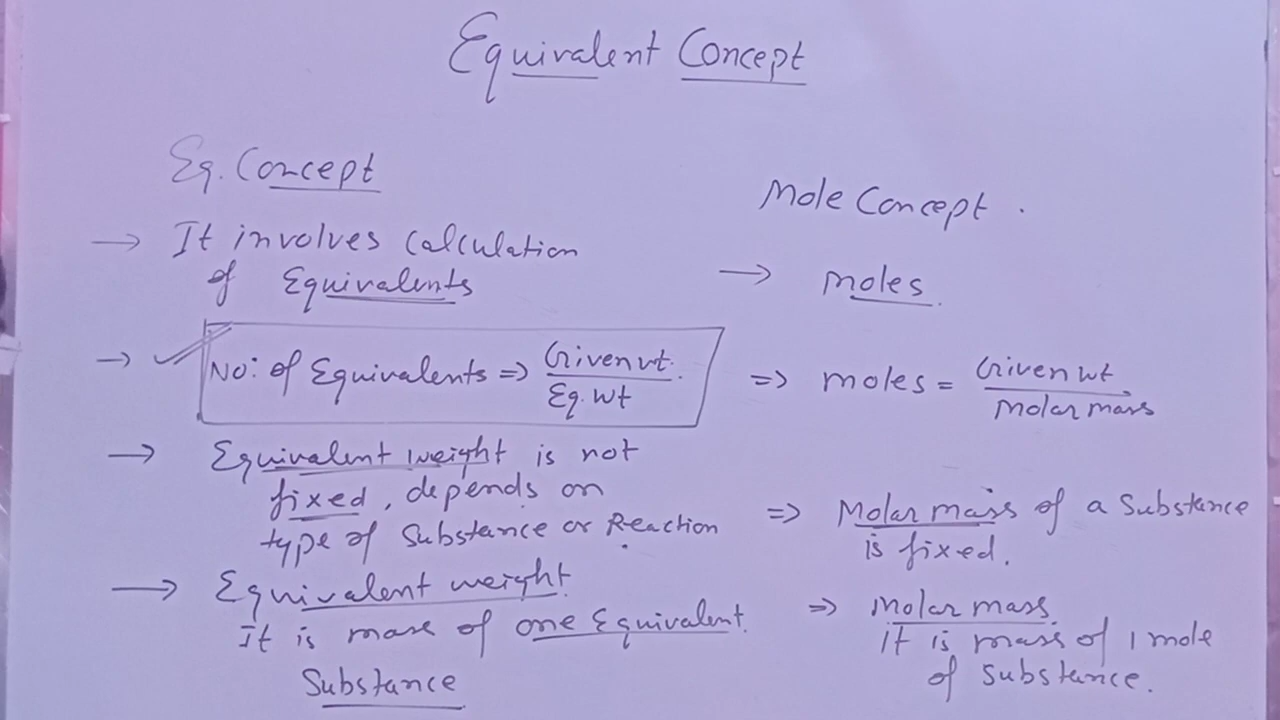 Equivalent Concept
Eq. Concept
→ It involves calculation
of Equivalents
→ ✓ No: of Equivalents => Given wt. / Eq. wt
→ Equivalent weight is not
fixed, depends on
type of Substance or Reaction
→ Equivalent weight
It is mass of one Equivalent
Substance
Mole Concept.
→ moles.
=> moles = Given wt / Molar mass
=> Molar mass of a Substance
is fixed.
=> Molar mass
it is mass of 1 mole
of substance.